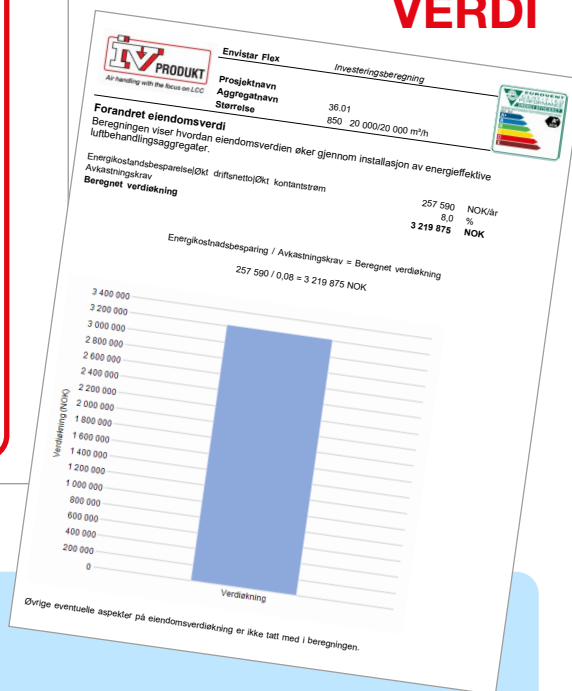 VERDI
IV PRODUKT
Air handling with the focus on LCC
Envistar Flex
Investeringsberegning
Prosjektnavn
Aggregatnavn 36.01
Størrelse 850 20 000/20 000 m³/h
Forandret eiendomsverdi
Beregningen viser hvordan eiendomsverdien øker gjennom installasjon av energieffektive
luftbehandlingsaggregater.
Energikostandsbesparelse|Økt driftsnetto|Økt kontantstrøm 257 590 NOK/år
Avkastningskrav 8,0 %
Beregnet verdiøkning 3 219 875 NOK
Energikostnadsbesparing / Avkastningskrav = Beregnet verdiøkning
257 590 / 0,08 = 3 219 875 NOK
Verdiøkning (NOK)
3 400 000
3 200 000
3 000 000
2 800 000
2 600 000
2 400 000
2 200 000
2 000 000
1 800 000
1 600 000
1 400 000
1 200 000
1 000 000
800 000
600 000
400 000
200 000
0
Verdiøkning
Øvrige eventuelle aspekter på eiendomsverdiøkning er ikke tatt med i beregningen.